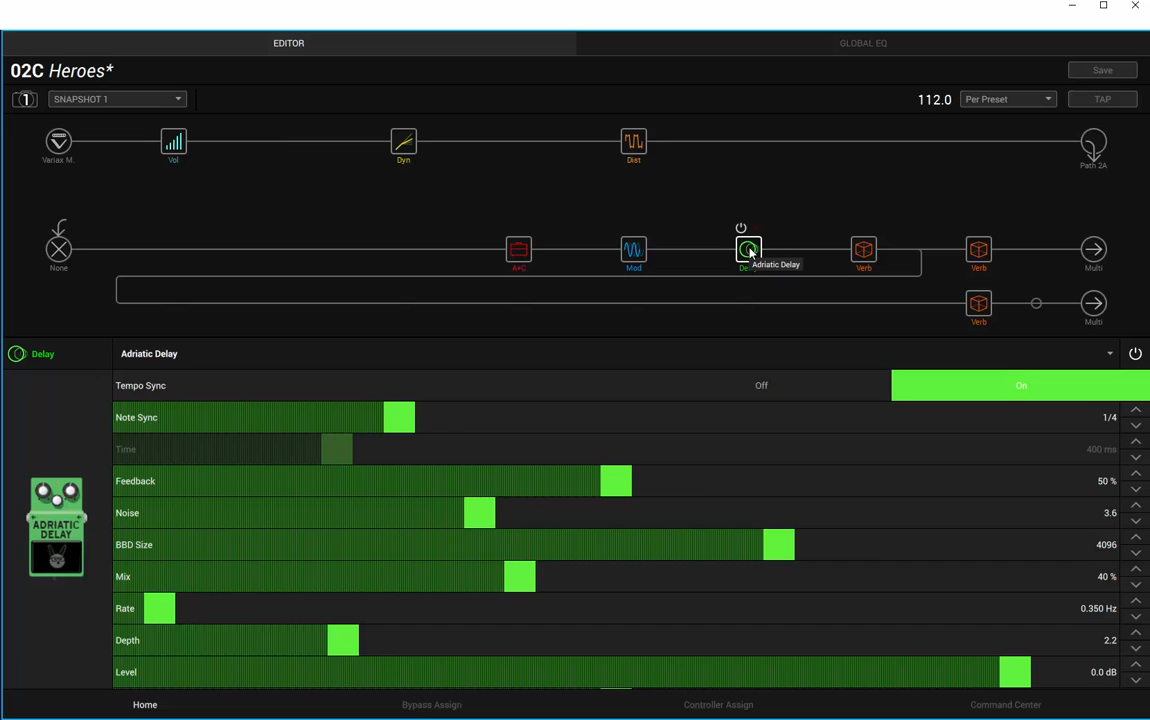 EDITOR
GLOBAL EQ
02C Heroes*
Save
1
SNAPSHOT 1
112.0
Per Preset
TAP
Variax M.
Vol
Dyn
Dist
Path 2A
None
A+C
Mod
Adriatic Delay
Verb
Verb
Multi
Verb
Multi
Delay
Adriatic Delay
Tempo Sync
Off
On
Note Sync
1/4
Time
400 ms
Feedback
50 %
Noise
3.6
ADRIATIC
DELAY
BBD Size
4096
Mix
40 %
Rate
0.350 Hz
Depth
2.2
Level
0.0 dB
Home
Bypass Assign
Controller Assign
Command Center